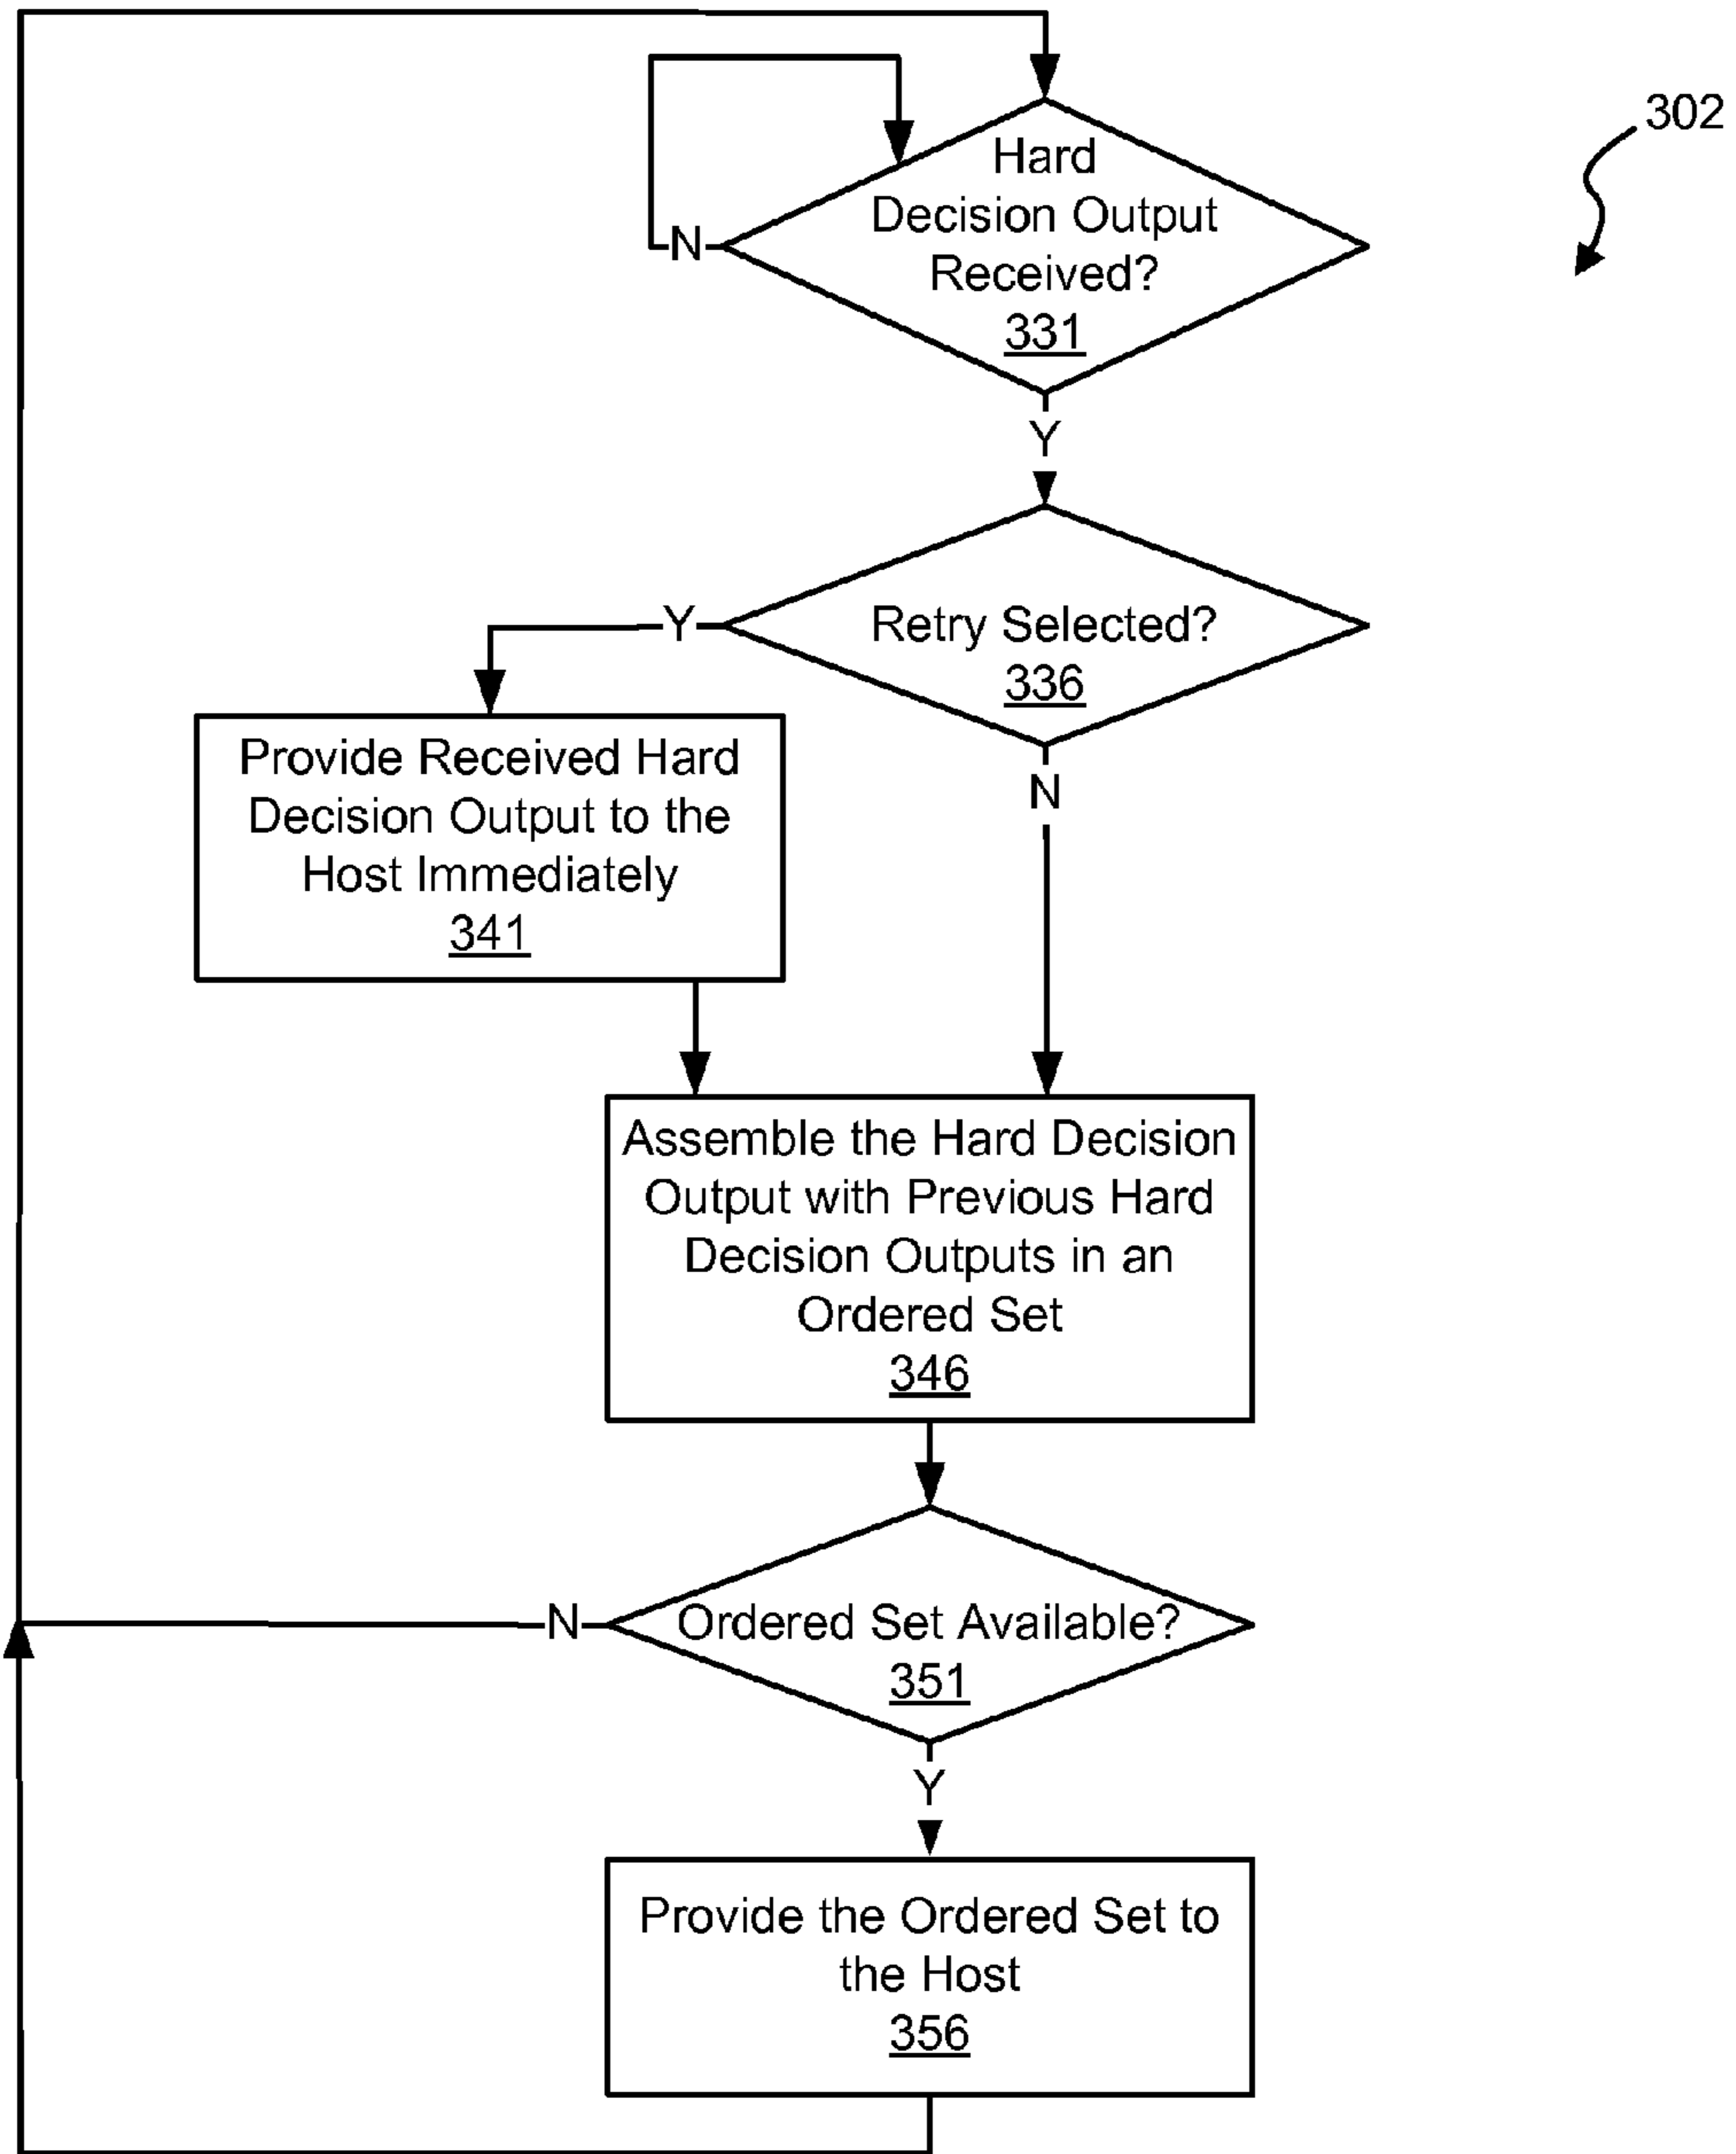 302
Hard
Decision Output
Received?
331
N
Y
Retry Selected?
336
Y
N
Provide Received Hard
Decision Output to the
Host Immediately
341
Assemble the Hard Decision
Output with Previous Hard
Decision Outputs in an
Ordered Set
346
Ordered Set Available?
351
N
Y
Provide the Ordered Set to
the Host
356